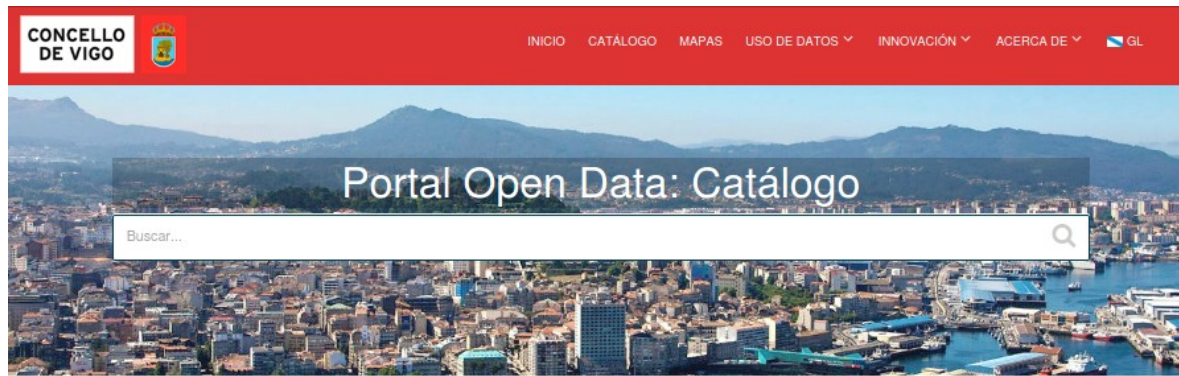 CONCELLO
DE VIGO
INICIO CATÁLOGO MAPAS USO DE DATOS INNOVACIÓN ACERCA DE GL
Portal Open Data: Catálogo
Buscar...